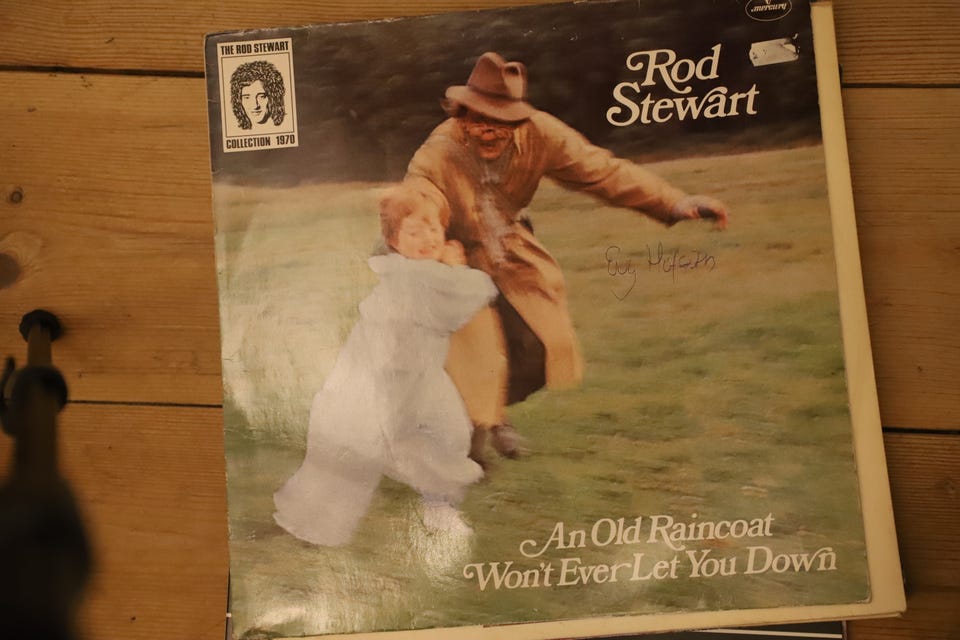 THE ROD STEWART
COLLECTION 1970
mercury
Rod
Stewart
An Old Raincoat
Won't Ever Let You Down